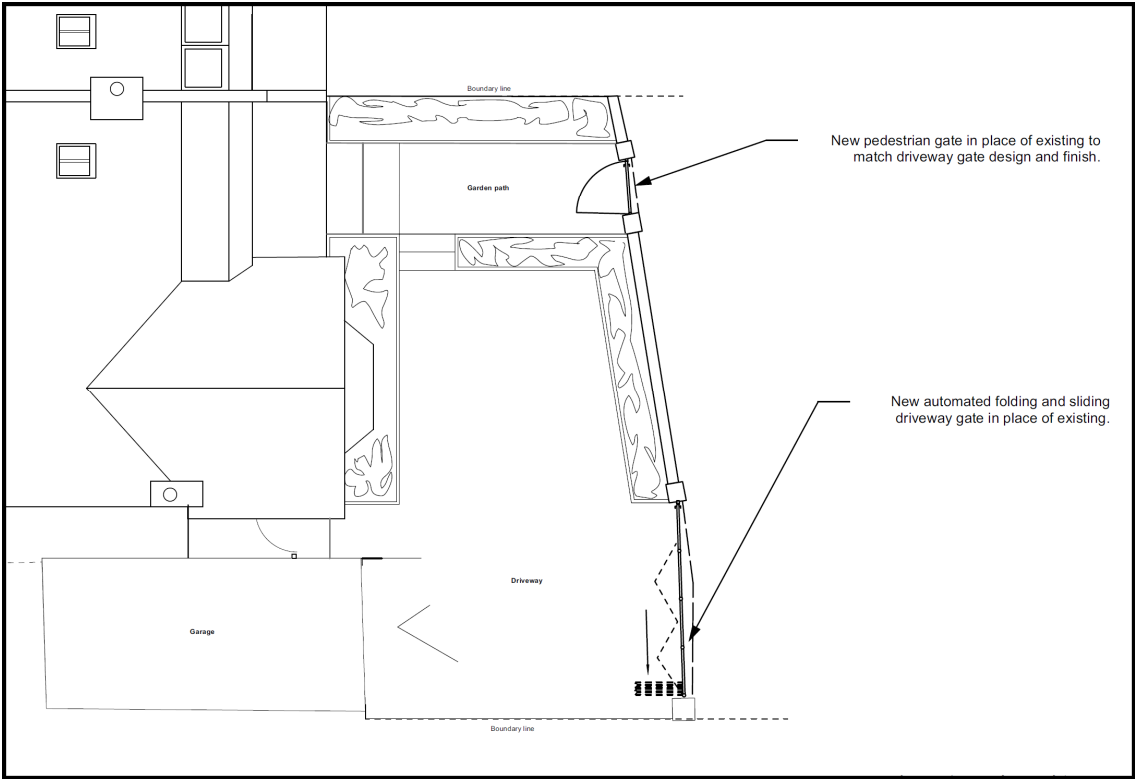 Boundary line
New pedestrian gate in place of existing to
match driveway gate design and finish.
Garden path
New automated folding and sliding
driveway gate in place of existing.
Driveway
Garage
Boundary line